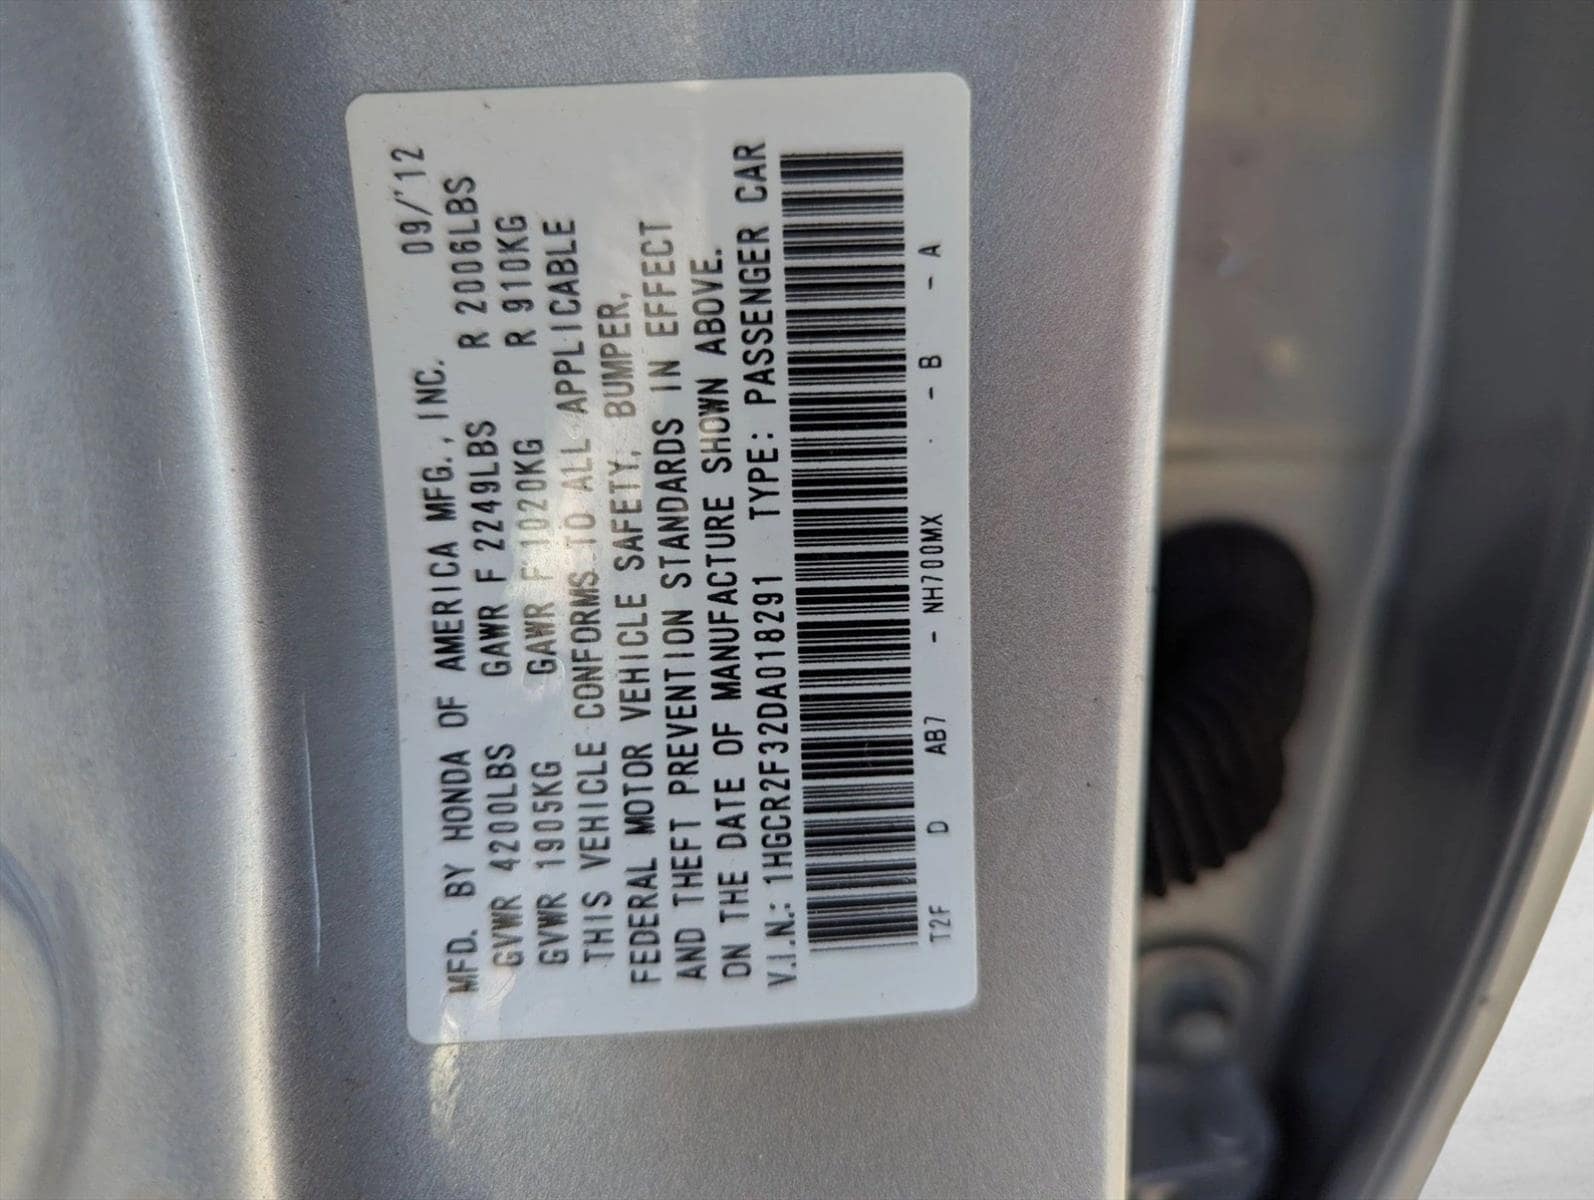 MFD. BY HONDA OF AMERICA MFG., INC. 09/'12
GVWR 4200LBS GAWR F 2249LBS R 2006LBS
GVWR 1905KG GAWR F1020KG R 910KG
THIS VEHICLE CONFORMS TO ALL APPLICABLE
FEDERAL MOTOR VEHICLE SAFETY, BUMPER,
AND THEFT PREVENTION STANDARDS IN EFFECT
ON THE DATE OF MANUFACTURE SHOWN ABOVE.
V.I.N.: 1HGCR2F32DA018291 TYPE: PASSENGER CAR
T2F D AB7 - NH700MX . - B - A